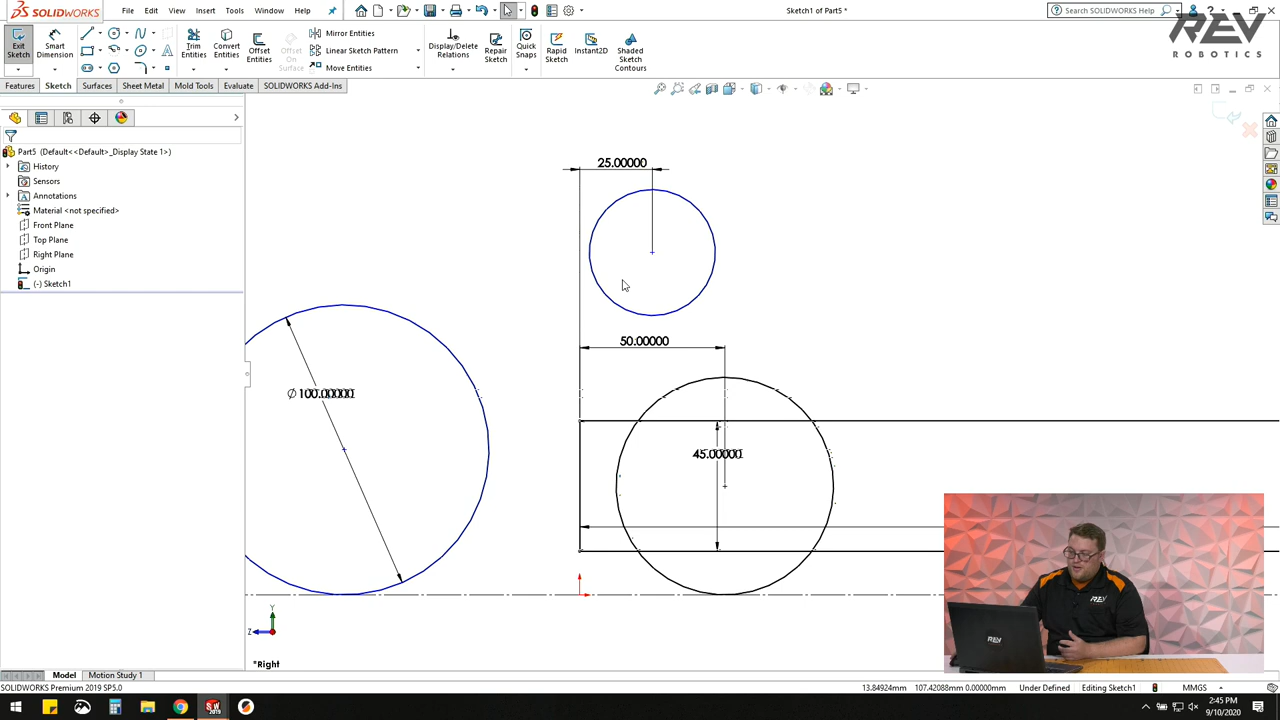 SOLIDWORKS
File Edit View Insert Tools Window
Sketch1 of Part5 *
Search SOLIDWORKS Help
REV
ROBOTICS
Exit Sketch
Smart Dimension
Trim Entities
Convert Entities
Offset Entities
Offset On Surface
Mirror Entities
Linear Sketch Pattern
Move Entities
Display/Delete Relations
Repair Sketch
Quick Snaps
Rapid Sketch
Instant2D
Shaded Sketch Contours
Features Sketch Surfaces Sheet Metal Mold Tools Evaluate SOLIDWORKS Add-Ins
Part5 (Default<<Default>_Display State 1>)
History
Sensors
Annotations
Material <not specified>
Front Plane
Top Plane
Right Plane
Origin
(-) Sketch1
25.00000
50.00000
Ø100.00000
45.00000
Y
Z
*Right
REV
REV
Model Motion Study 1
SOLIDWORKS Premium 2019 SP5.0
13.84924mm 107.42088mm 0.00000mm Under Defined Editing Sketch1 MMGS
SW
2019
2:45 PM
9/10/2020